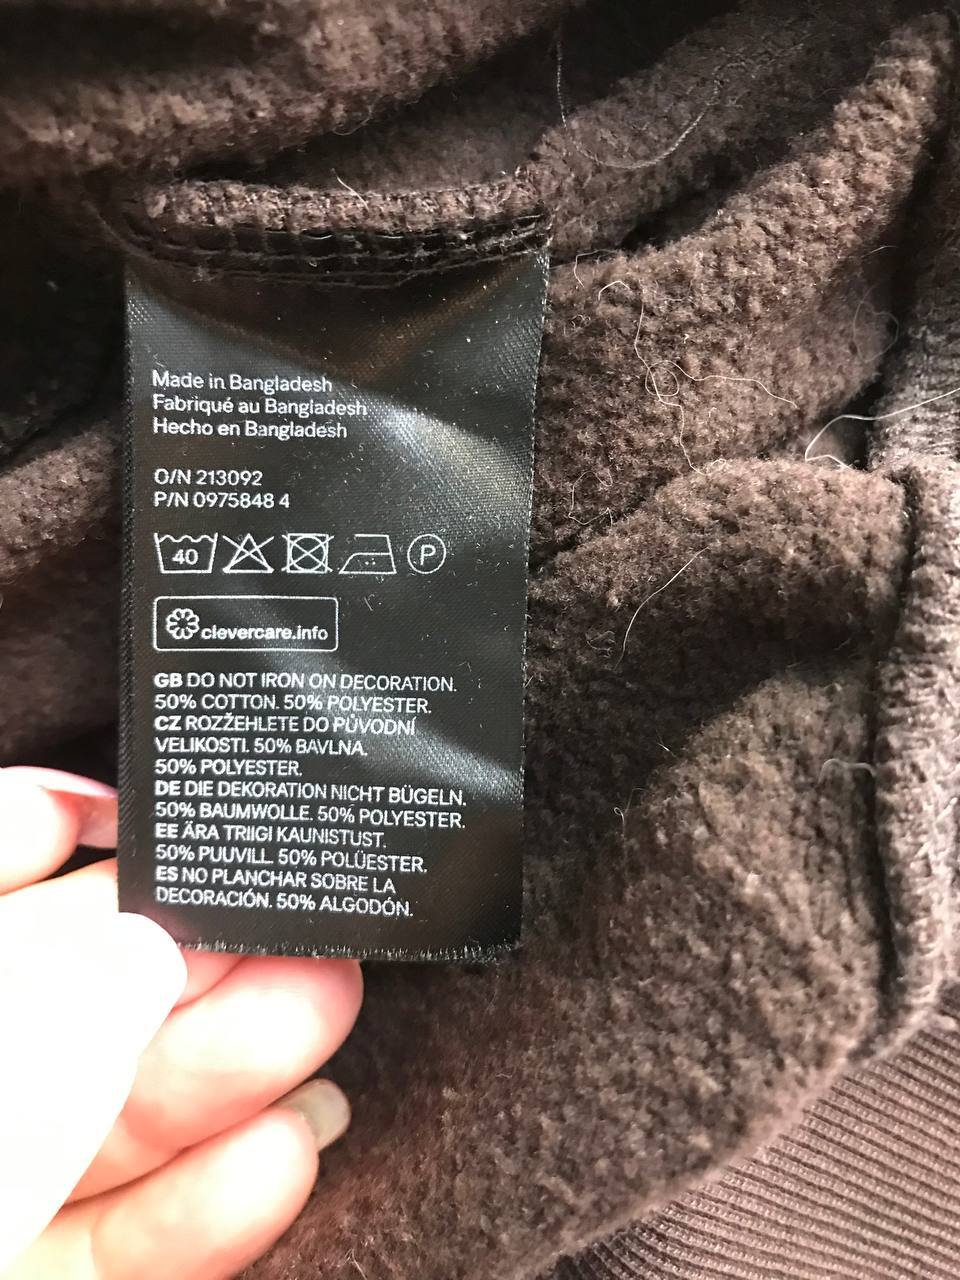 Made in Bangladesh
Fabriqué au Bangladesh
Hecho en Bangladesh
O/N 213092
P/N 0975848 4
40 P
clevercare.info
GB DO NOT IRON ON DECORATION.
50% COTTON. 50% POLYESTER.
CZ ROZŽEHLETE DO PŮVODNÍ
VELIKOSTI. 50% BAVLNA.
50% POLYESTER.
DE DIE DEKORATION NICHT BÜGELN.
50% BAUMWOLLE. 50% POLYESTER.
EE ÄRA TRIIGI KAUNISTUST.
50% PUUVILL. 50% POLÜESTER.
ES NO PLANCHAR SOBRE LA
DECORACIÓN. 50% ALGODÓN.